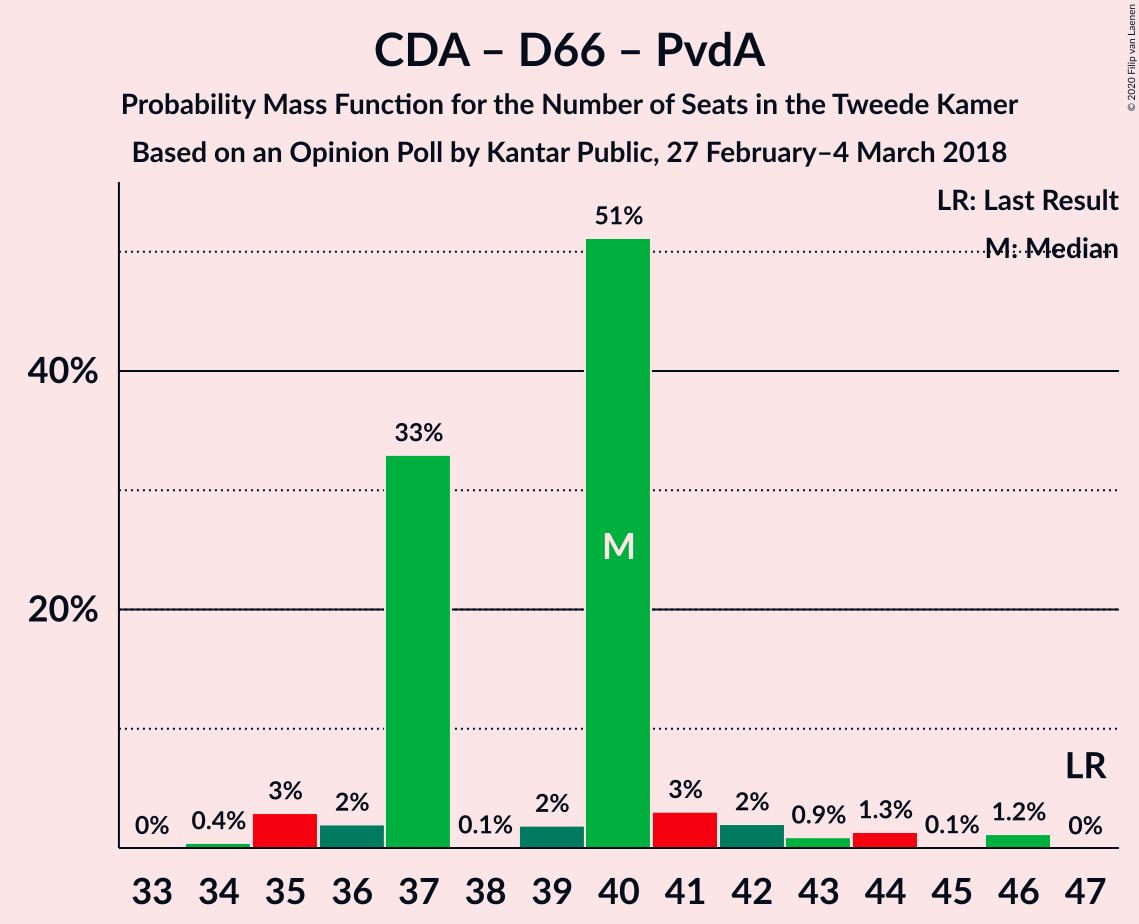 CDA – D66 – PvdA
Probability Mass Function for the Number of Seats in the Tweede Kamer
Based on an Opinion Poll by Kantar Public, 27 February–4 March 2018
© 2020 Filip van Laenen
LR: Last Result
M: Median
40%
20%
0%
0.4%
3%
2%
33%
0.1%
2%
51%
3%
2%
0.9%
1.3%
0.1%
1.2%
0%
M
LR
33 34 35 36 37 38 39 40 41 42 43 44 45 46 47